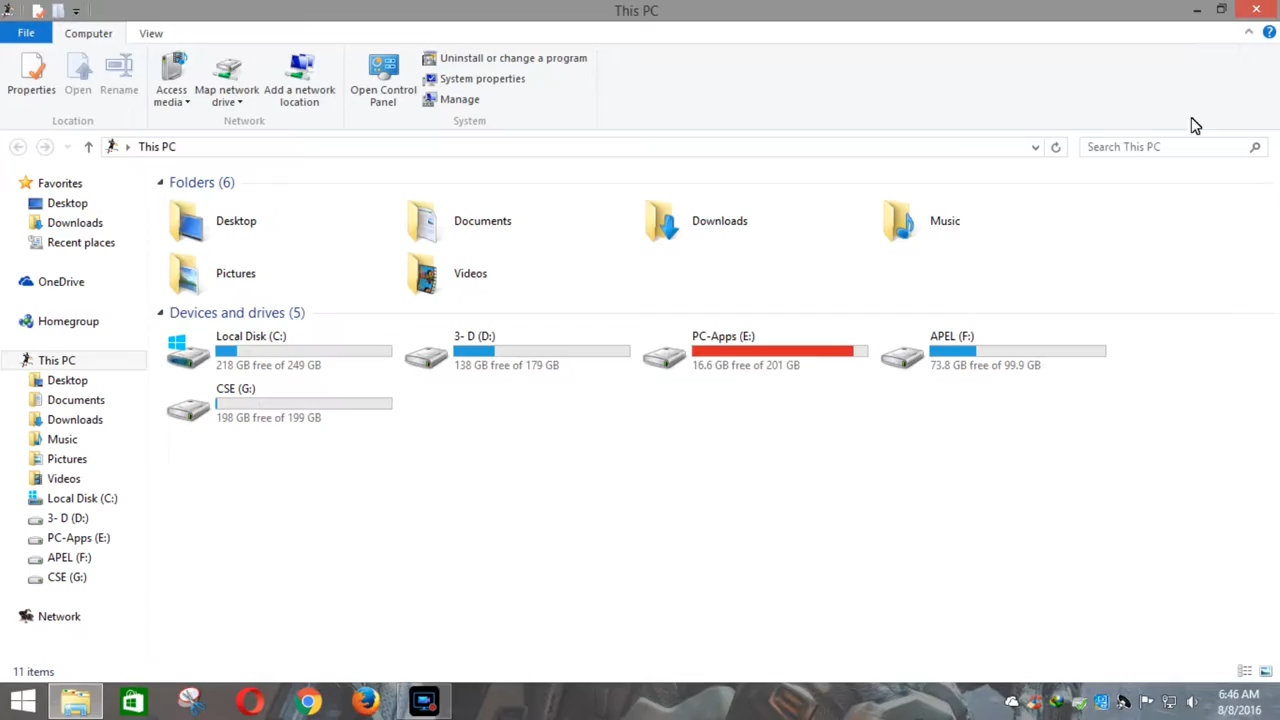 This PC
File Computer View
Properties Open Rename
Access media
Map network drive
Add a network location
Open Control Panel
Uninstall or change a program
System properties
Manage
Location Network System
This PC
Search This PC
Favorites
Desktop
Downloads
Recent places
OneDrive
Homegroup
This PC
Desktop
Documents
Downloads
Music
Pictures
Videos
Local Disk (C:)
3- D (D:)
PC-Apps (E:)
APEL (F:)
CSE (G:)
Network
Folders (6)
Desktop Documents Downloads Music
Pictures Videos
Devices and drives (5)
Local Disk (C:)
218 GB free of 249 GB
3- D (D:)
138 GB free of 179 GB
PC-Apps (E:)
16.6 GB free of 201 GB
APEL (F:)
73.8 GB free of 99.9 GB
CSE (G:)
198 GB free of 199 GB
11 items
6:46 AM
8/8/2016